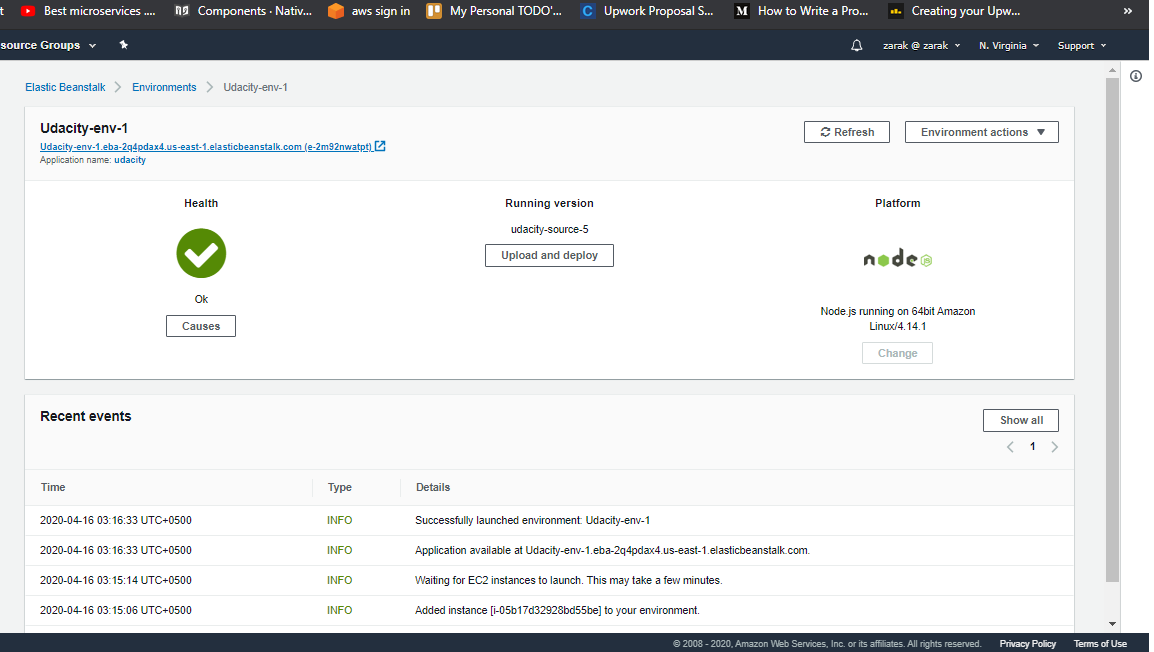 t Best microservices .... Components · Nativ... aws sign in My Personal TODO'... Upwork Proposal S... How to Write a Pro... Creating your Upw... »
source Groups zarak @ zarak N. Virginia Support
Elastic Beanstalk Environments Udacity-env-1
Udacity-env-1
Refresh Environment actions
Udacity-env-1.eba-2q4pdax4.us-east-1.elasticbeanstalk.com (e-2m92nwatpt)
Application name: udacity
Health Running version Platform
udacity-source-5
Upload and deploy
node JS
Ok
Node.js running on 64bit Amazon
Linux/4.14.1
Causes
Change
Recent events
Show all
1
Time Type Details
2020-04-16 03:16:33 UTC+0500 INFO Successfully launched environment: Udacity-env-1
2020-04-16 03:16:33 UTC+0500 INFO Application available at Udacity-env-1.eba-2q4pdax4.us-east-1.elasticbeanstalk.com.
2020-04-16 03:15:14 UTC+0500 INFO Waiting for EC2 instances to launch. This may take a few minutes.
2020-04-16 03:15:06 UTC+0500 INFO Added instance [i-05b17d32928bd55be] to your environment.
© 2008 - 2020, Amazon Web Services, Inc. or its affiliates. All rights reserved. Privacy Policy Terms of Use